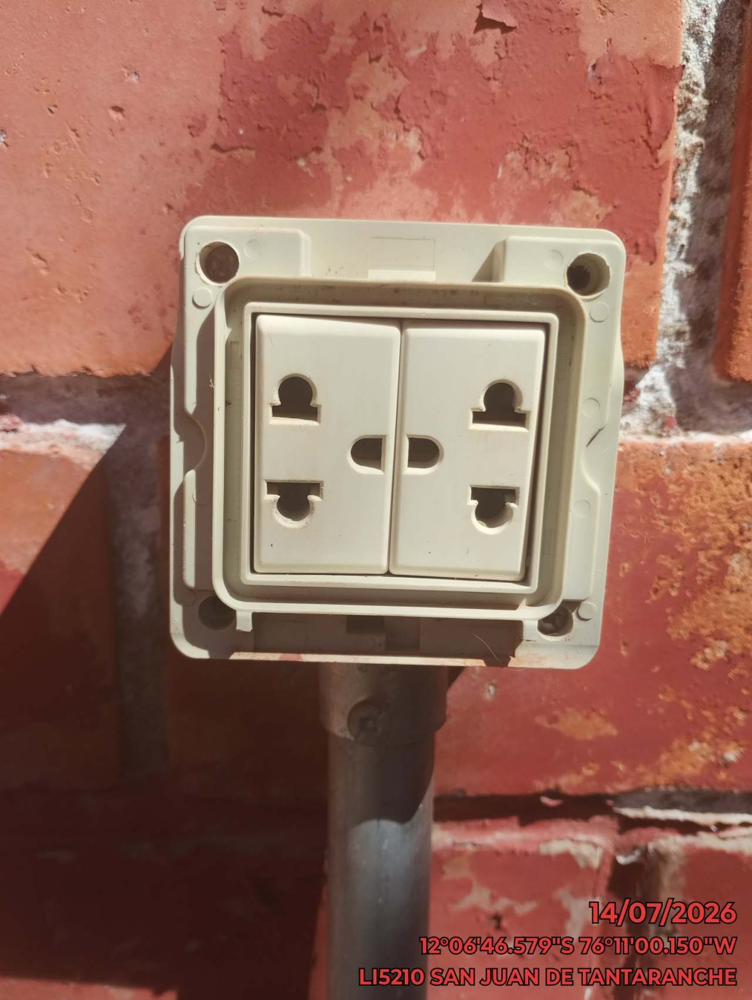 14/07/2026
12°06'46.579"S 76°11'00.150"W
LI5210 SAN JUAN DE TANTARANCHE